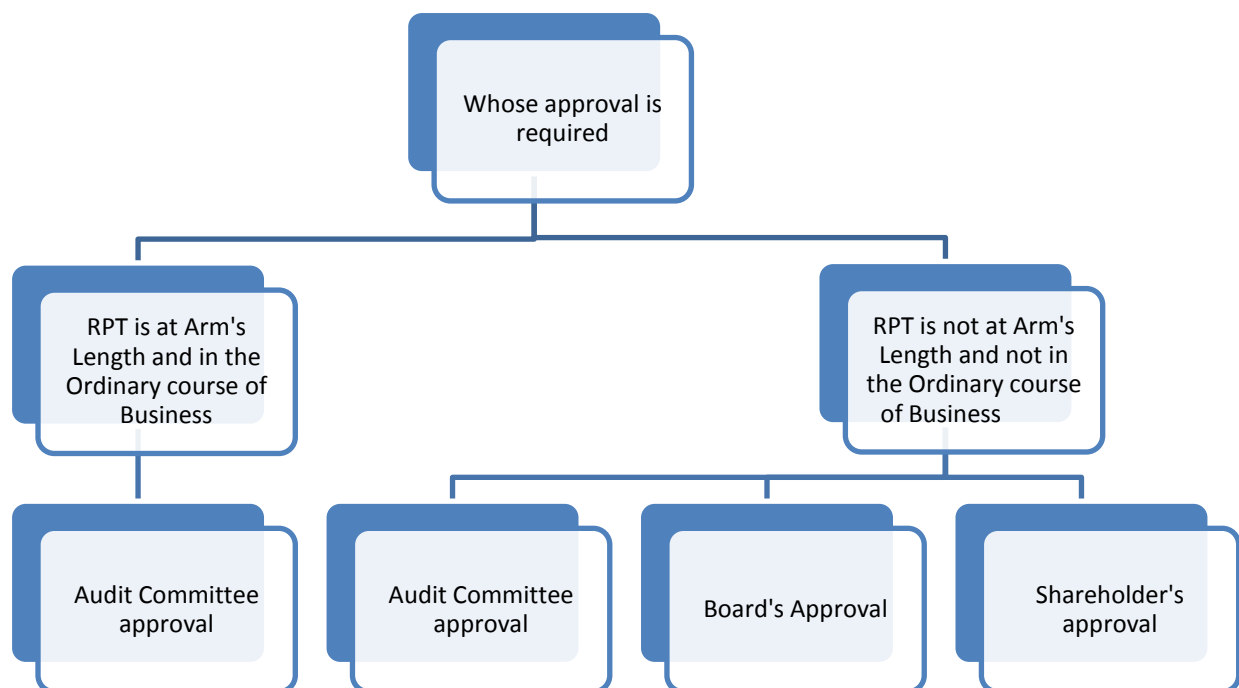 Whose approval is
required
RPT is at Arm's
Length and in the
Ordinary course of
Business
RPT is not at Arm's
Length and not in
the Ordinary course
of Business
Audit Committee
approval
Audit Committee
approval
Board's Approval
Shareholder's
approval